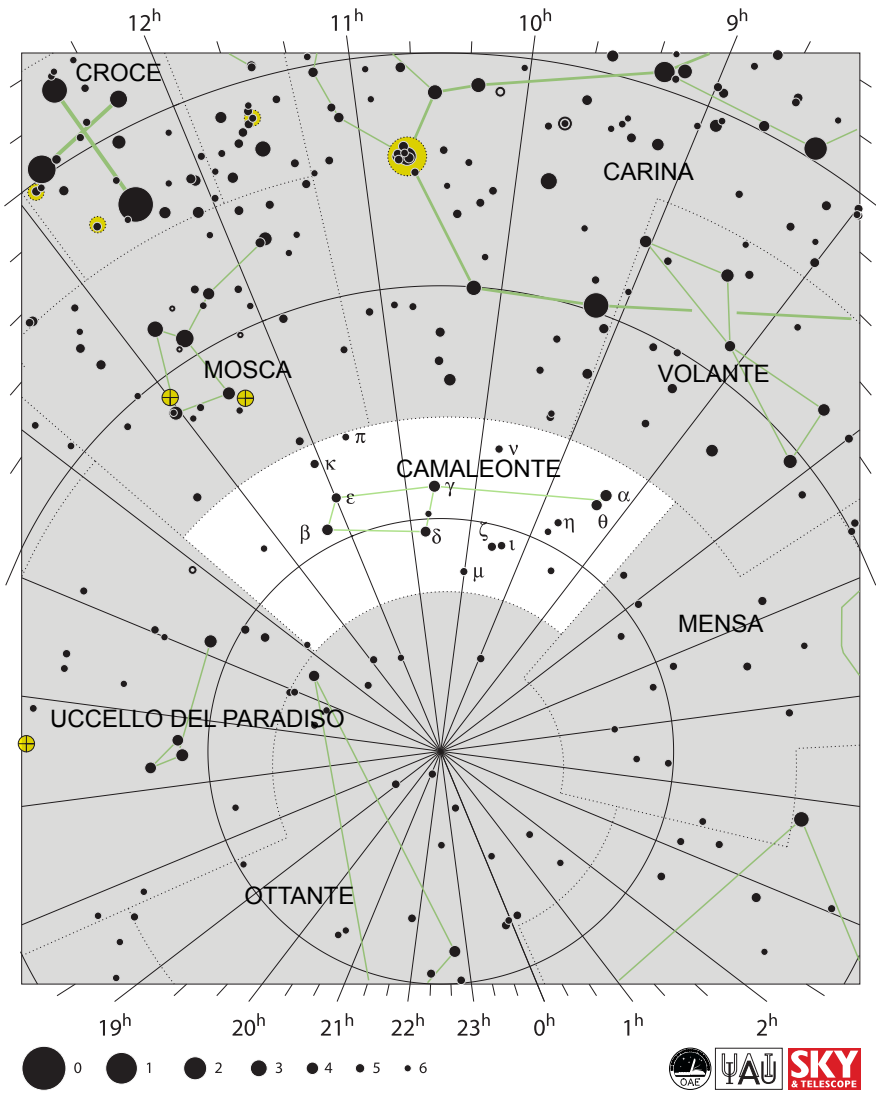 12ʰ 11ʰ 10ʰ 9ʰ
CROCE
CARINA
MOSCA
VOLANTE
π
ν
κ
CAMALEONTE
γ
ε
α
θ
β
δ
ζ
ι
η
μ
MENSA
UCCELLO DEL PARADISO
OTTANTE
19ʰ 20ʰ 21ʰ 22ʰ 23ʰ 0ʰ 1ʰ 2ʰ
0 1 2 3 4 5 6
OAE
IAU
SKY
& TELESCOPE